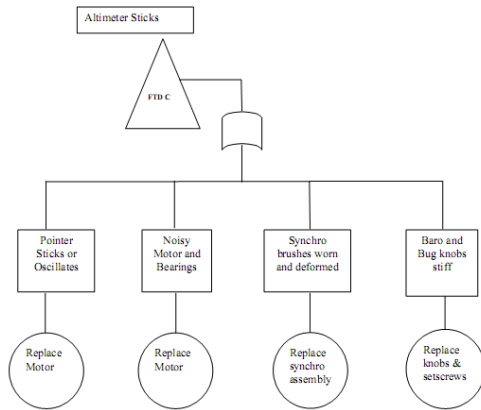 Altimeter Sticks
FTD C
Pointer
Sticks or
Oscillates
Noisy
Motor and
Bearings
Synchro
brushes worn
and deformed
Baro and
Bug knobs
stiff
Replace
Motor
Replace
Motor
Replace
synchro
assembly
Replace
knobs &
setscrews